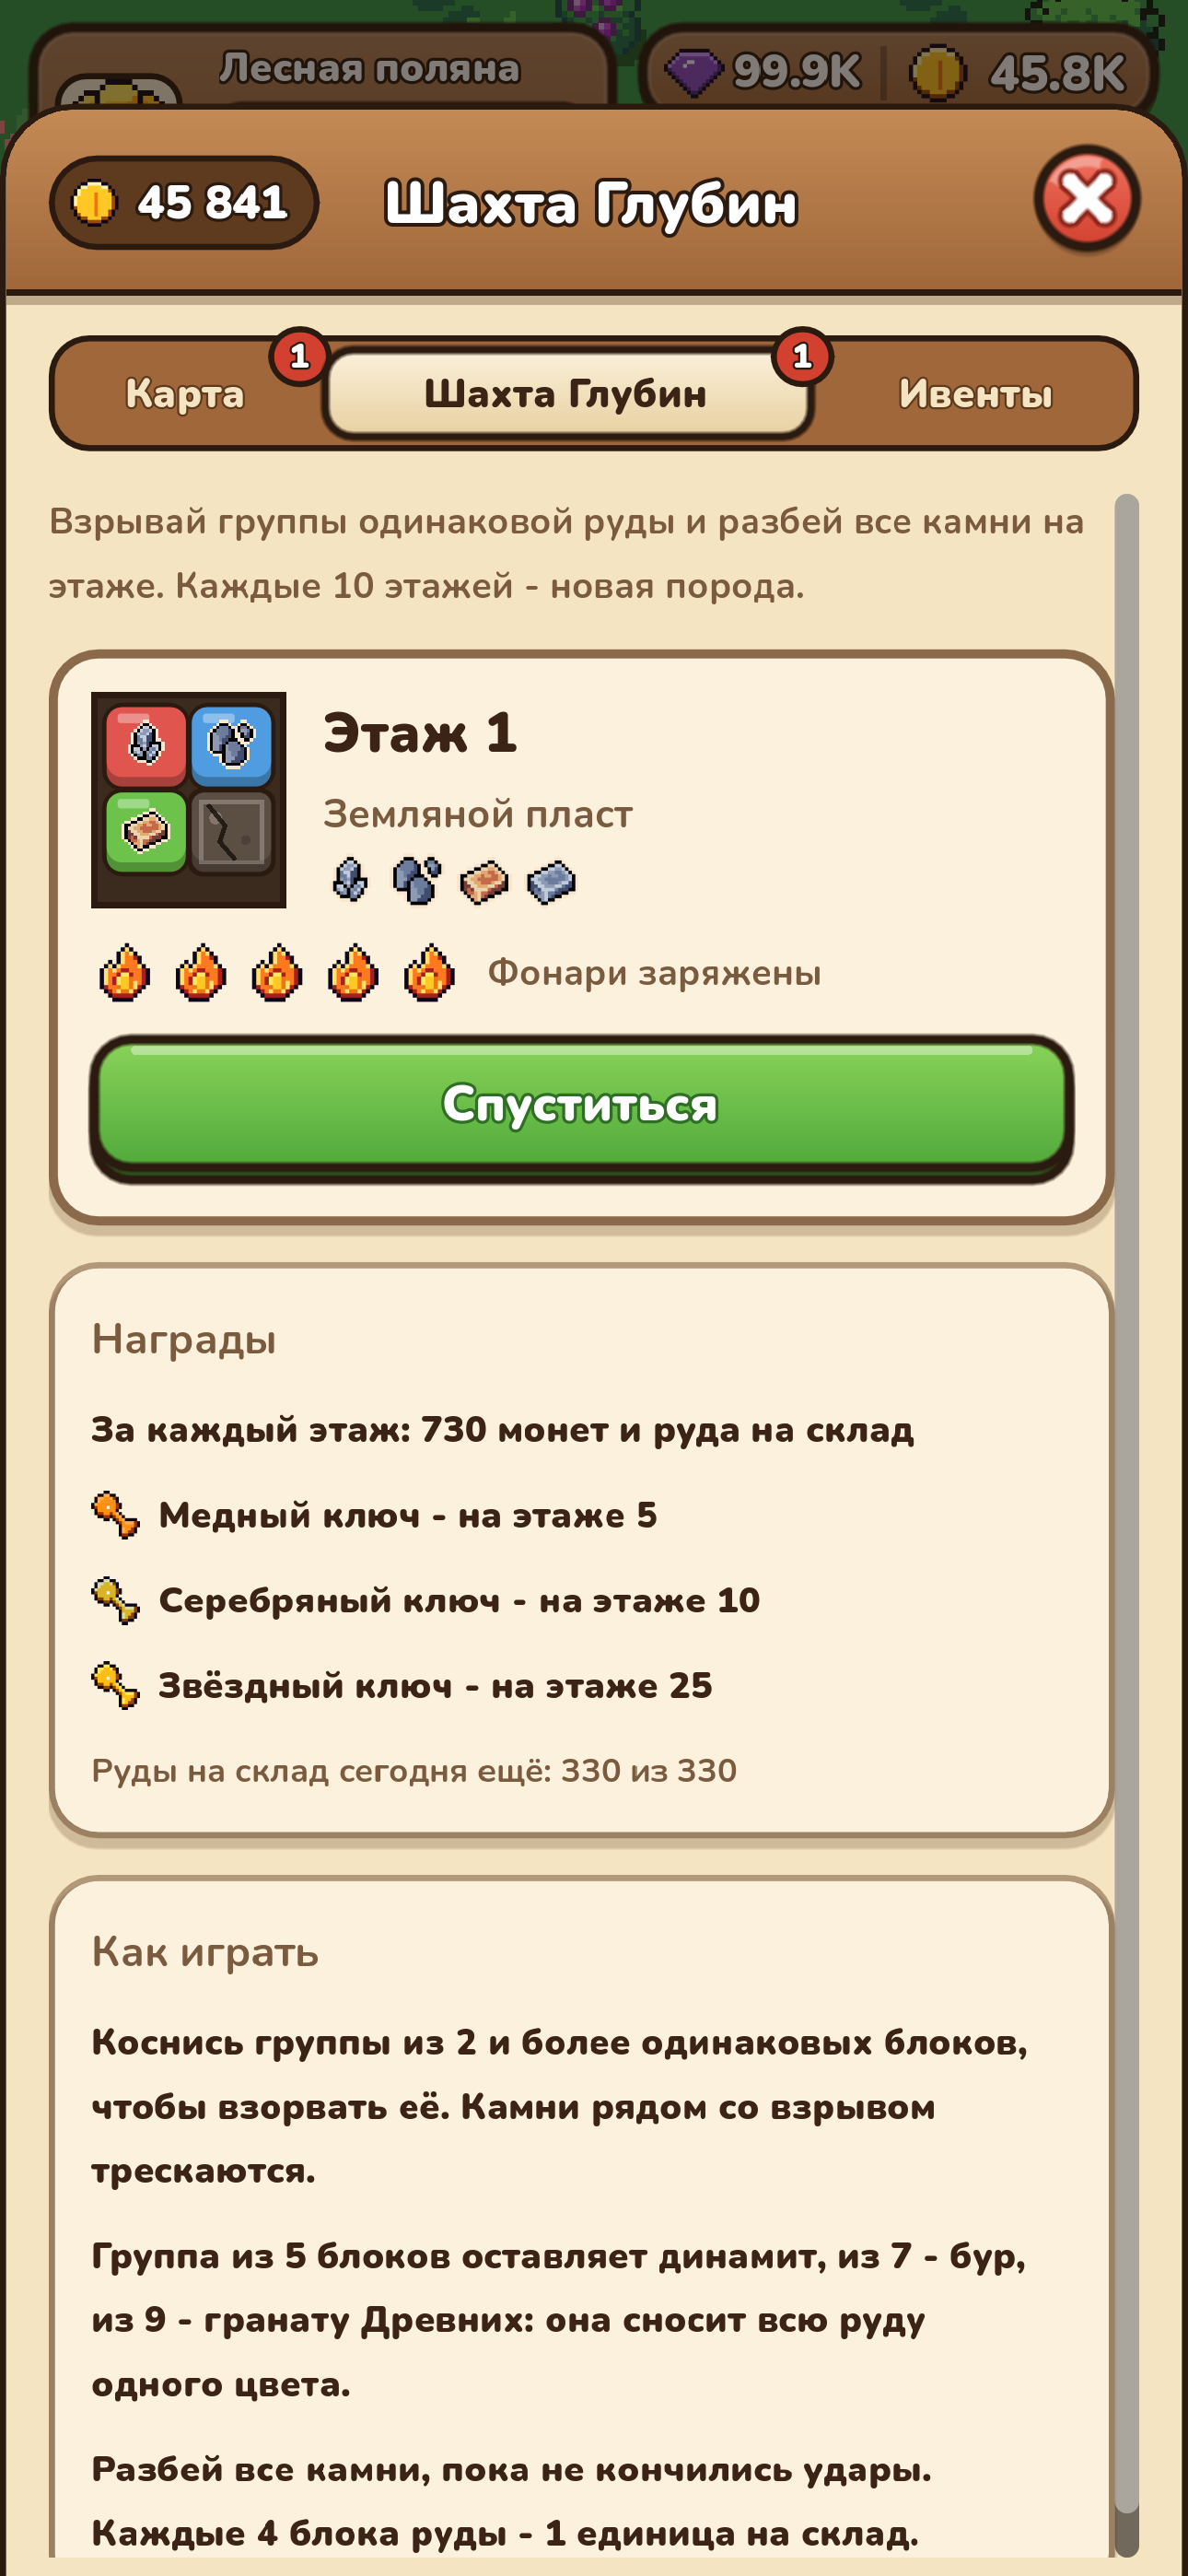 Лесная поляна
99.9K
45.8K
45 841
Шахта Глубин
Карта
1
Шахта Глубин
1
Ивенты
Взрывай группы одинаковой руды и разбей все камни на
этаже. Каждые 10 этажей - новая порода.
Этаж 1
Земляной пласт
Фонари заряжены
Спуститься
Награды
За каждый этаж: 730 монет и руда на склад
Медный ключ - на этаже 5
Серебряный ключ - на этаже 10
Звёздный ключ - на этаже 25
Руды на склад сегодня ещё: 330 из 330
Как играть
Коснись группы из 2 и более одинаковых блоков,
чтобы взорвать её. Камни рядом со взрывом
трескаются.
Группа из 5 блоков оставляет динамит, из 7 - бур,
из 9 - гранату Древних: она сносит всю руду
одного цвета.
Разбей все камни, пока не кончились удары.
Каждые 4 блока руды - 1 единица на склад.